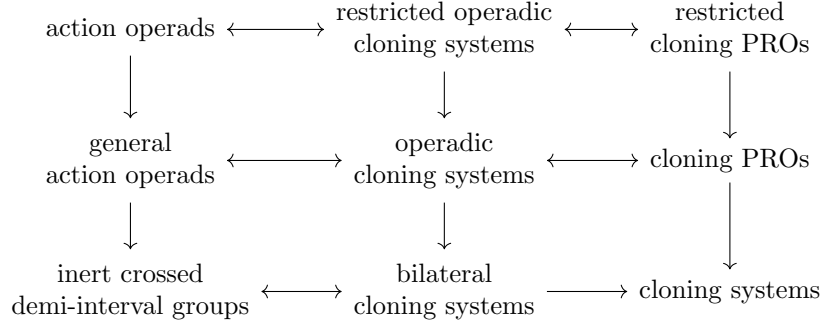 action operads
restricted operadic
cloning systems
restricted
cloning PROs
general
action operads
operadic
cloning systems
cloning PROs
inert crossed
demi-interval groups
bilateral
cloning systems
cloning systems